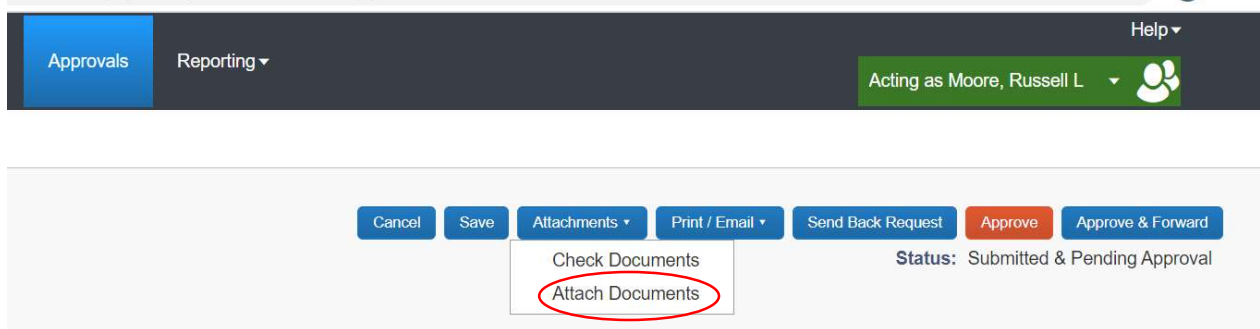 Help
Approvals Reporting
Acting as Moore, Russell L
Cancel Save Attachments Print / Email Send Back Request Approve Approve & Forward
Check Documents Status: Submitted & Pending Approval
Attach Documents